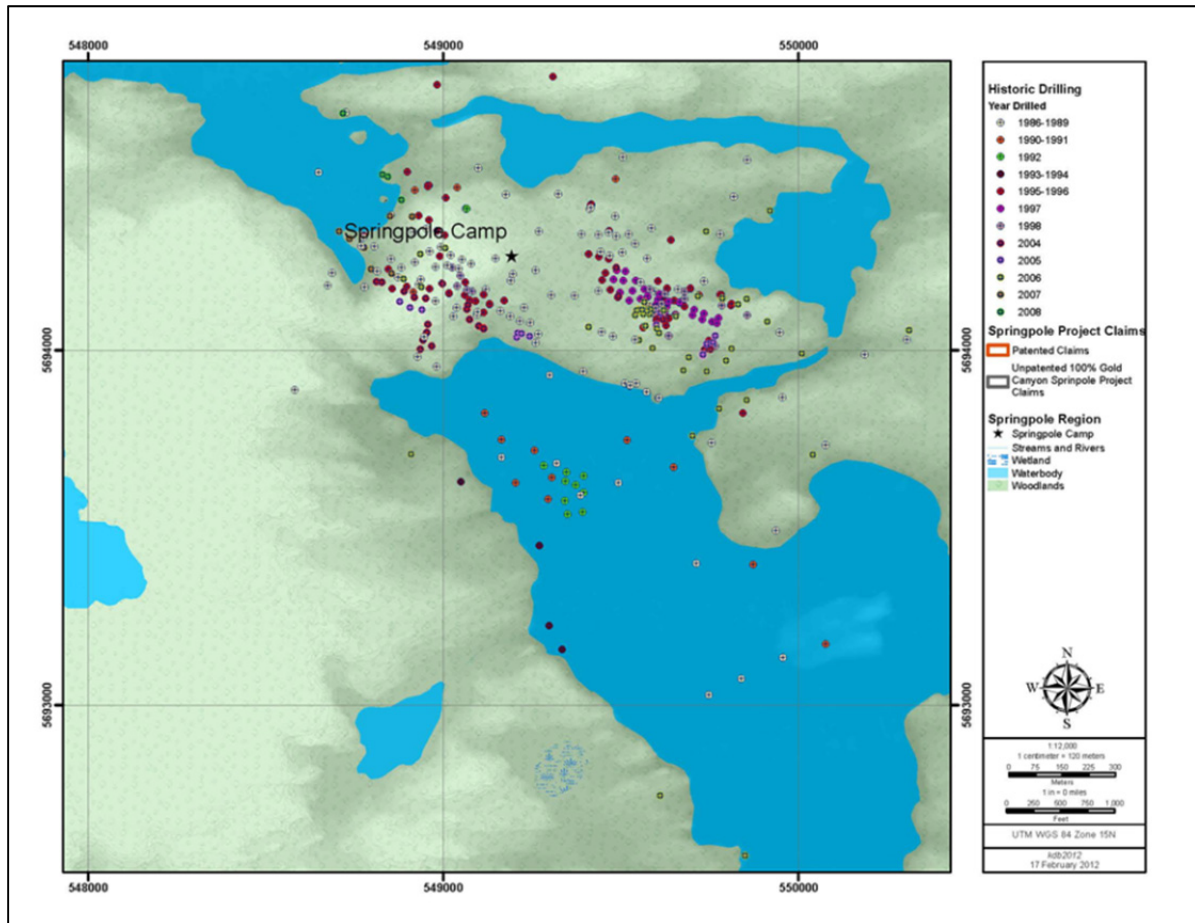 548000 549000 550000
5694000 5694000
5693000 5693000
548000 549000 550000
Springpole Camp
Historic Drilling
Year Drilled
1986-1989
1990-1991
1992
1993-1994
1995-1996
1997
1998
2004
2005
2006
2007
2008
Springpole Project Claims
Patented Claims
Unpatented 100% Gold
Canyon Sprinpole Project
Claims
Springpole Region
Springpole Camp
Streams and Rivers
Wetland
Waterbody
Woodlands
N
W E
S
1:12,000
1 centimeter = 120 meters
0 75 150 225 300
Meters
1 in = 0 miles
0 250 500 750 1,000
Feet
UTM WGS 84 Zone 15N
kdb2012
17 February 2012